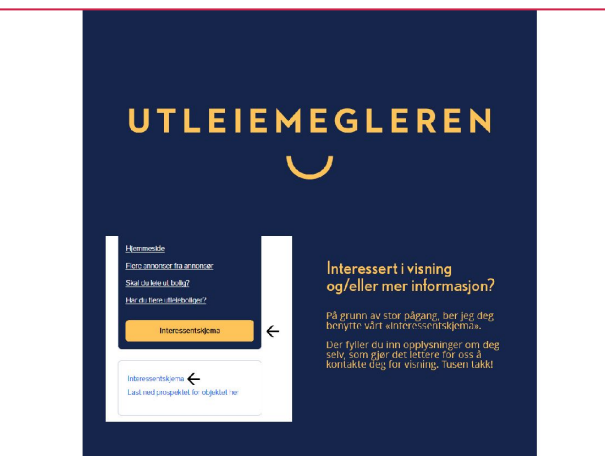 UTLEIEMEGLEREN
Hjemmeside
Flere annonser fra annonsør
Skal du leie ut bolig?
Har du flere utleieboliger?
Interessentskjema
Interessentskjema
Last ned prospektet for objektet her
Interessert i visning
og/eller mer informasjon?
På grunn av stor pågang, ber jeg deg
benytte vårt «Interessentskjema».
Der fyller du inn opplysninger om deg
selv, som gjør det lettere for oss å
kontakte deg for visning. Tusen takk!